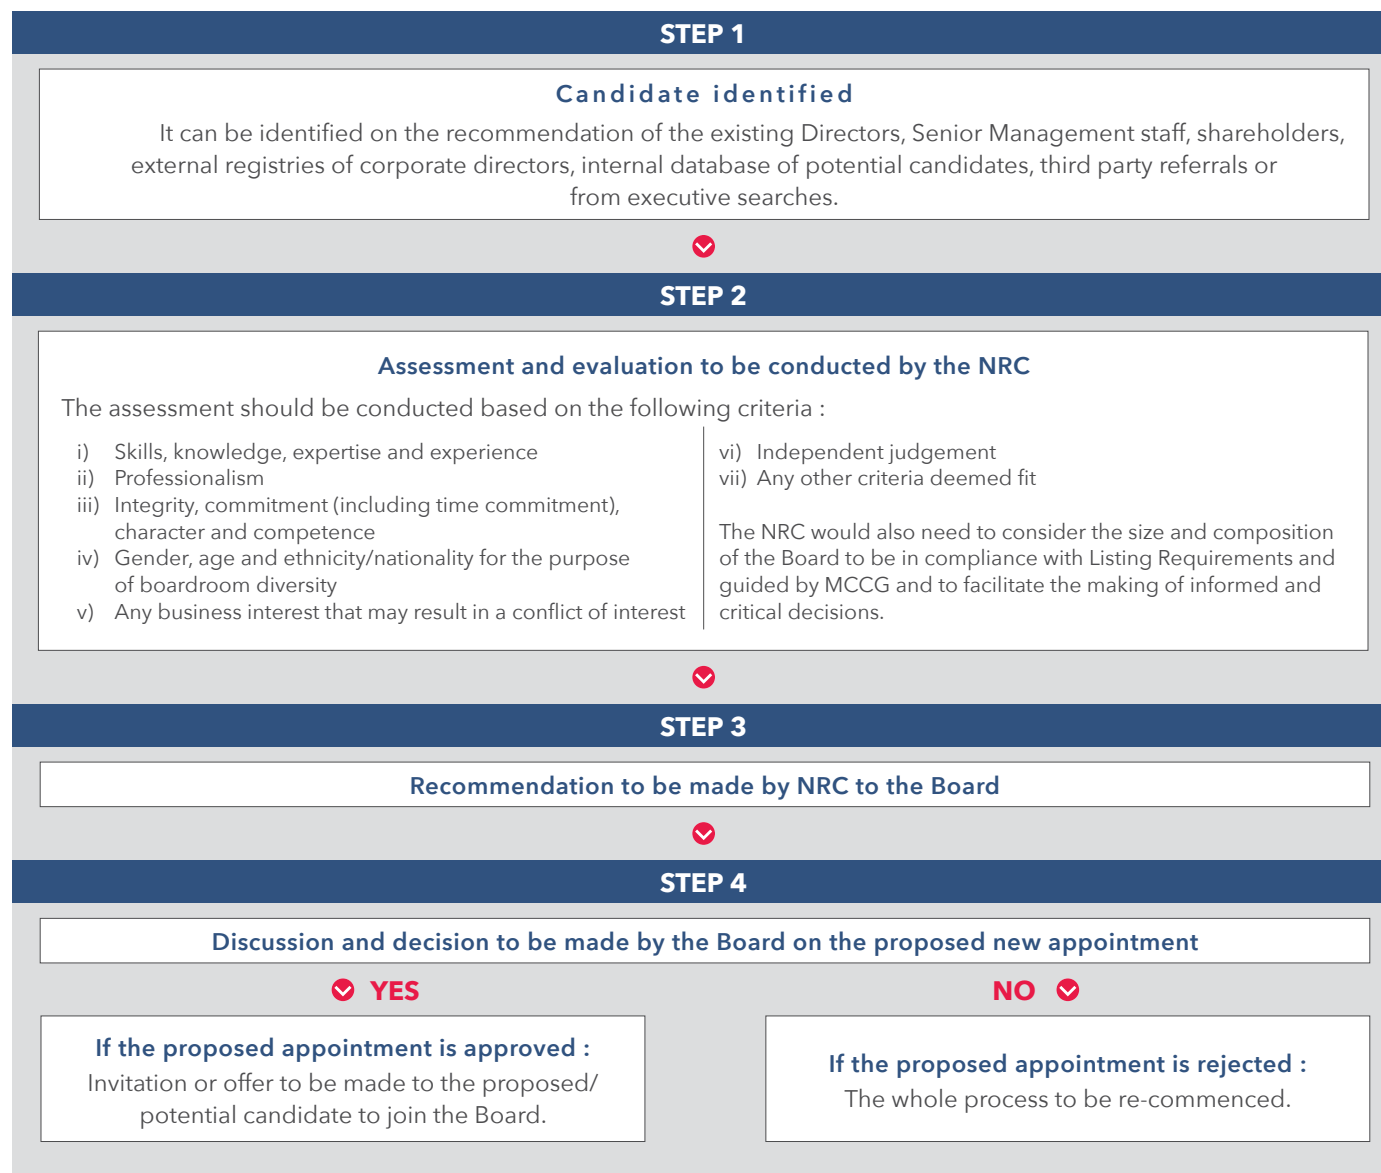 STEP 1
Candidate identified
It can be identified on the recommendation of the existing Directors, Senior Management staff, shareholders,
external registries of corporate directors, internal database of potential candidates, third party referrals or
from executive searches.
STEP 2
Assessment and evaluation to be conducted by the NRC
The assessment should be conducted based on the following criteria :
i) Skills, knowledge, expertise and experience
ii) Professionalism
iii) Integrity, commitment (including time commitment),
character and competence
iv) Gender, age and ethnicity/nationality for the purpose
of boardroom diversity
v) Any business interest that may result in a conflict of interest
vi) Independent judgement
vii) Any other criteria deemed fit
The NRC would also need to consider the size and composition
of the Board to be in compliance with Listing Requirements and
guided by MCCG and to facilitate the making of informed and
critical decisions.
STEP 3
Recommendation to be made by NRC to the Board
STEP 4
Discussion and decision to be made by the Board on the proposed new appointment
YES
NO
If the proposed appointment is approved :
Invitation or offer to be made to the proposed/
potential candidate to join the Board.
If the proposed appointment is rejected :
The whole process to be re-commenced.